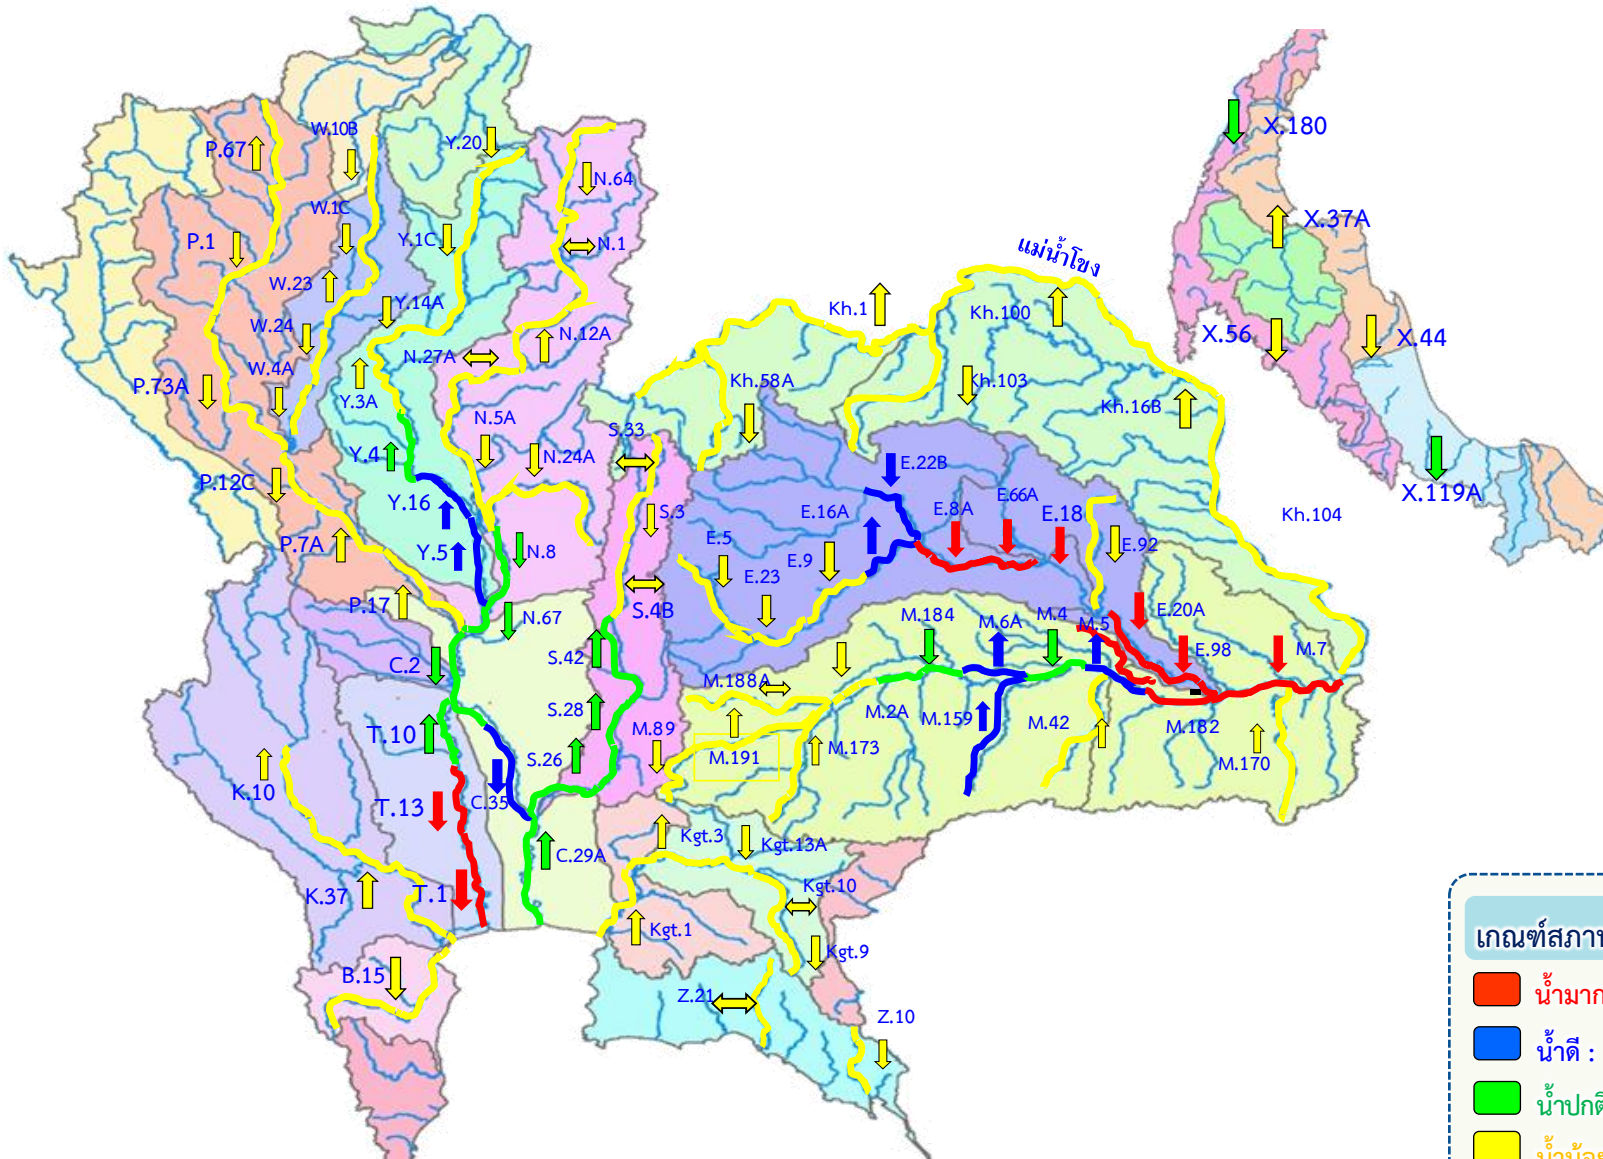 W.10B
P.67
Y.20
X.180
N.64
W.1C
P.1
Y.1C
N.1
X.37A
แม่น้ำโขง
W.23
Y.14A
Kh.1
Kh.100
W.24
N.12A
X.56
X.44
N.27A
W.4A
P.73A
Y.3A
Kh.58A
Kh.103
Kh.16B
N.5A
S.33
Y.4
N.24A
E.22B
P.12C
X.119A
Y.16
E.16A
E.66A
E.8A
S.3
E.18
Kh.104
P.7A
Y.5
N.8
E.5
E.9
E.92
E.23
P.17
N.67
S.4B
M.184
M.6A
M.4
M.5
E.20A
C.2
S.42
E.98
M.7
M.188A
S.28
M.2A
M.159
M.42
M.182
T.10
M.89
S.26
M.191
M.173
M.170
K.10
T.13
C.35
Kgt.3
Kgt.13A
C.29A
K.37
T.1
Kgt.10
Kgt.1
Kgt.9
B.15
Z.21
Z.10
น้ำมาก
น้ำดี :